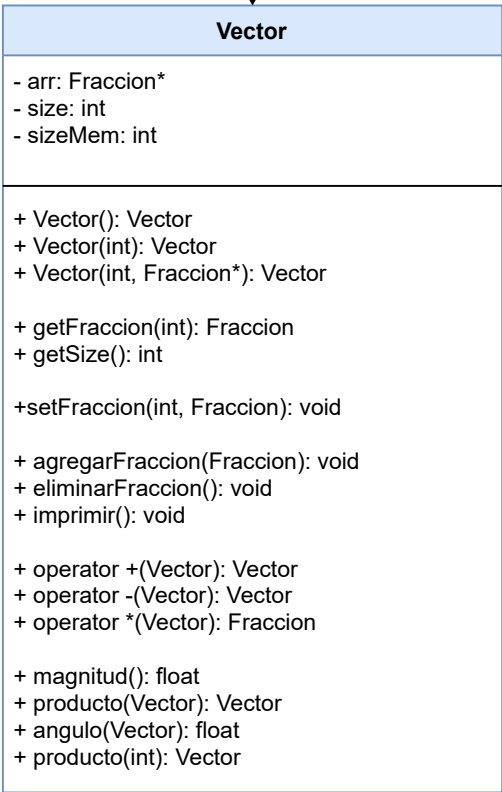 Vector
- arr: Fraccion*
- size: int
- sizeMem: int
+ Vector(): Vector
+ Vector(int): Vector
+ Vector(int, Fraccion*): Vector
+ getFraccion(int): Fraccion
+ getSize(): int
+setFraccion(int, Fraccion): void
+ agregarFraccion(Fraccion): void
+ eliminarFraccion(): void
+ imprimir(): void
+ operator +(Vector): Vector
+ operator -(Vector): Vector
+ operator *(Vector): Fraccion
+ magnitud(): float
+ producto(Vector): Vector
+ angulo(Vector): float
+ producto(int): Vector